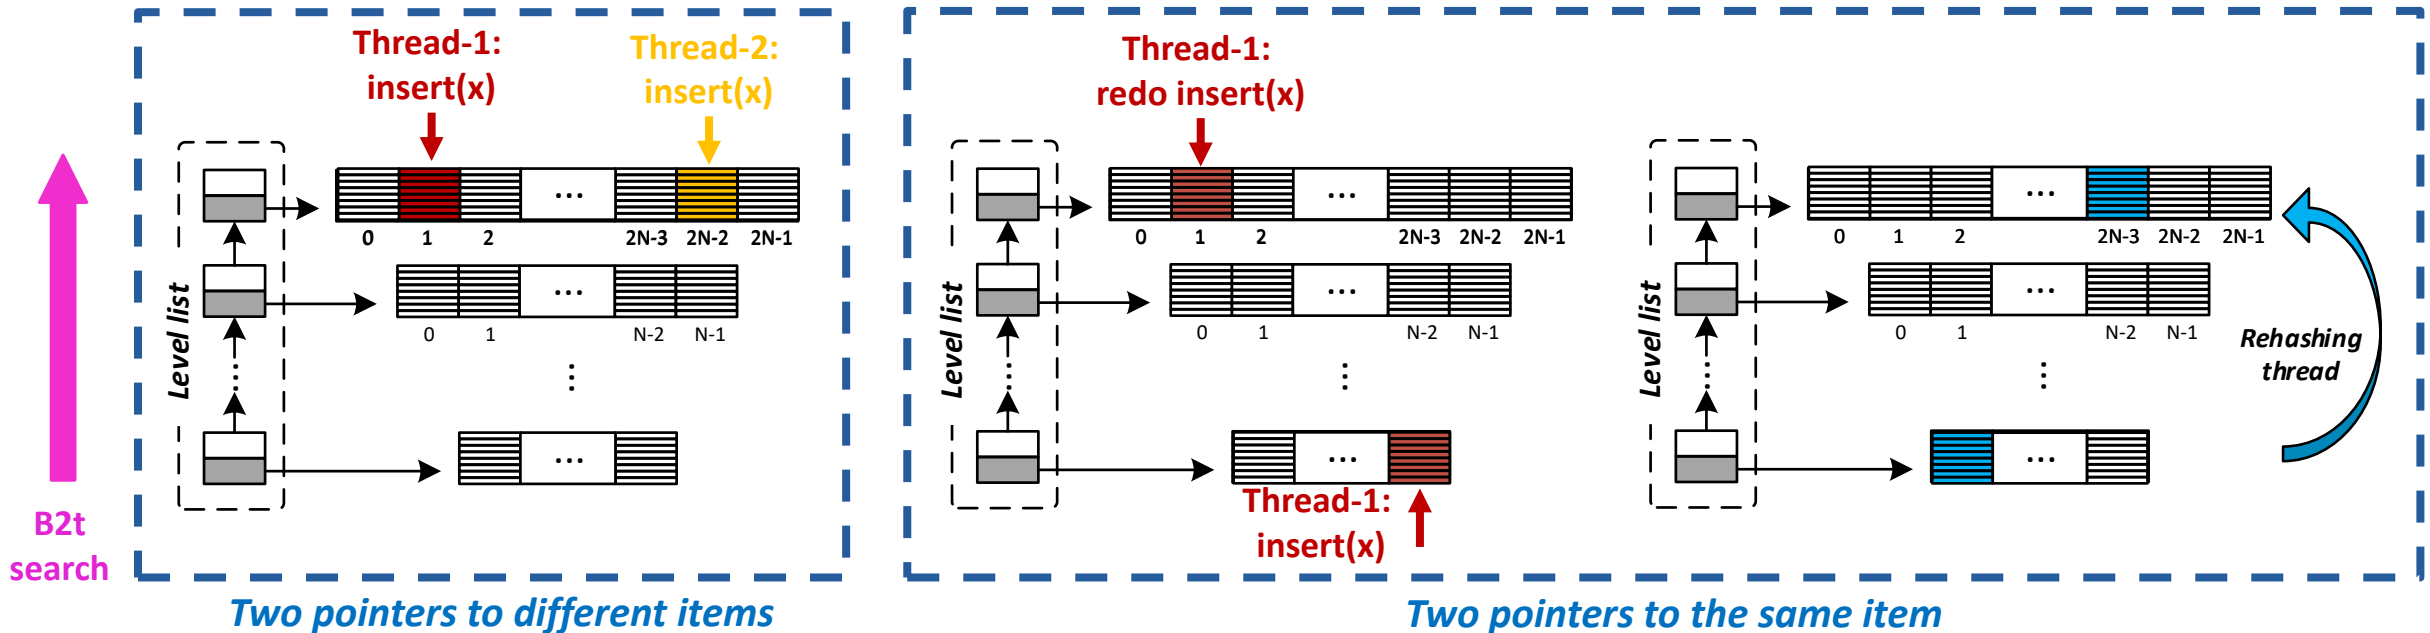 Thread-1:
insert(x)
Thread-2:
insert(x)
Level list
...
0 1 2 2N-3 2N-2 2N-1
...
0 1 N-2 N-1
...
...
B2t
search
Two pointers to different items
Thread-1:
redo insert(x)
Level list
...
0 1 2 2N-3 2N-2 2N-1
...
0 1 N-2 N-1
...
...
Thread-1:
insert(x)
Level list
...
0 1 2 2N-3 2N-2 2N-1
...
0 1 N-2 N-1
...
...
Rehashing
thread
Two pointers to the same item